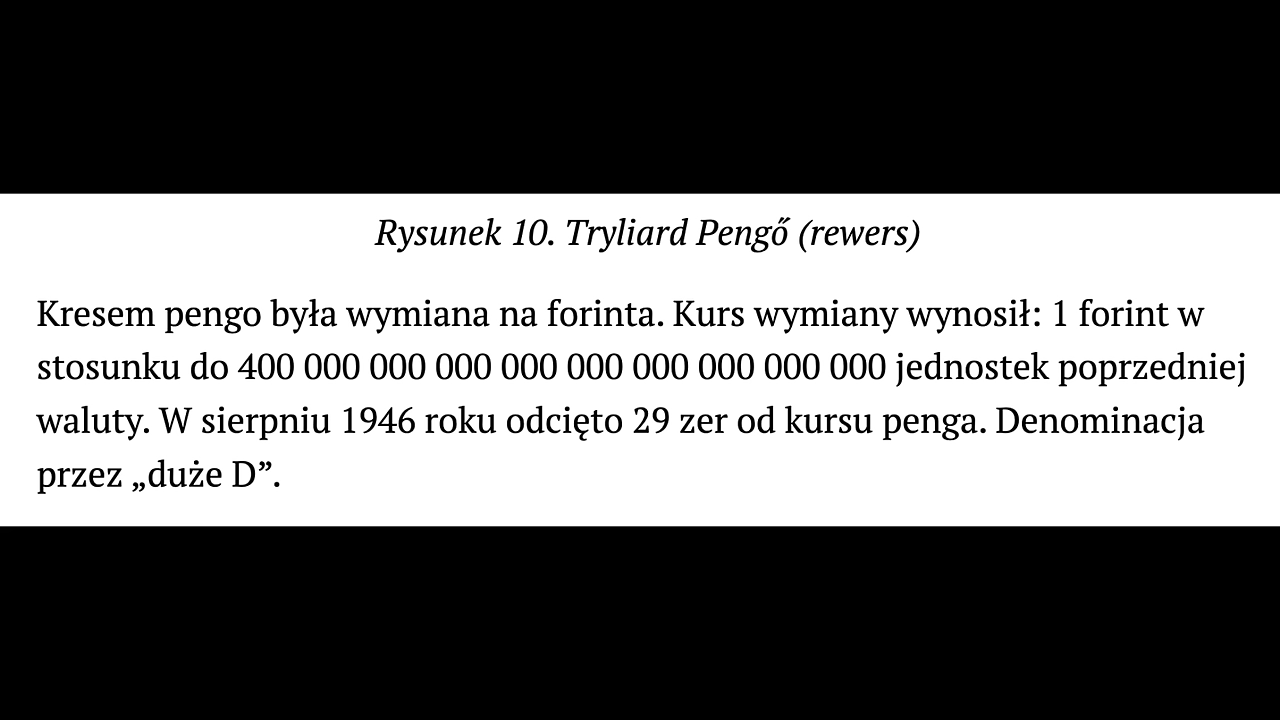 Rysunek 10. Tryliard Pengő (rewers)
Kresem pengo była wymiana na forinta. Kurs wymiany wynosił: 1 forint w
stosunku do 400 000 000 000 000 000 000 000 000 000 jednostek poprzedniej
waluty. W sierpniu 1946 roku odcięto 29 zer od kursu penga. Denominacja
przez „duże D”.